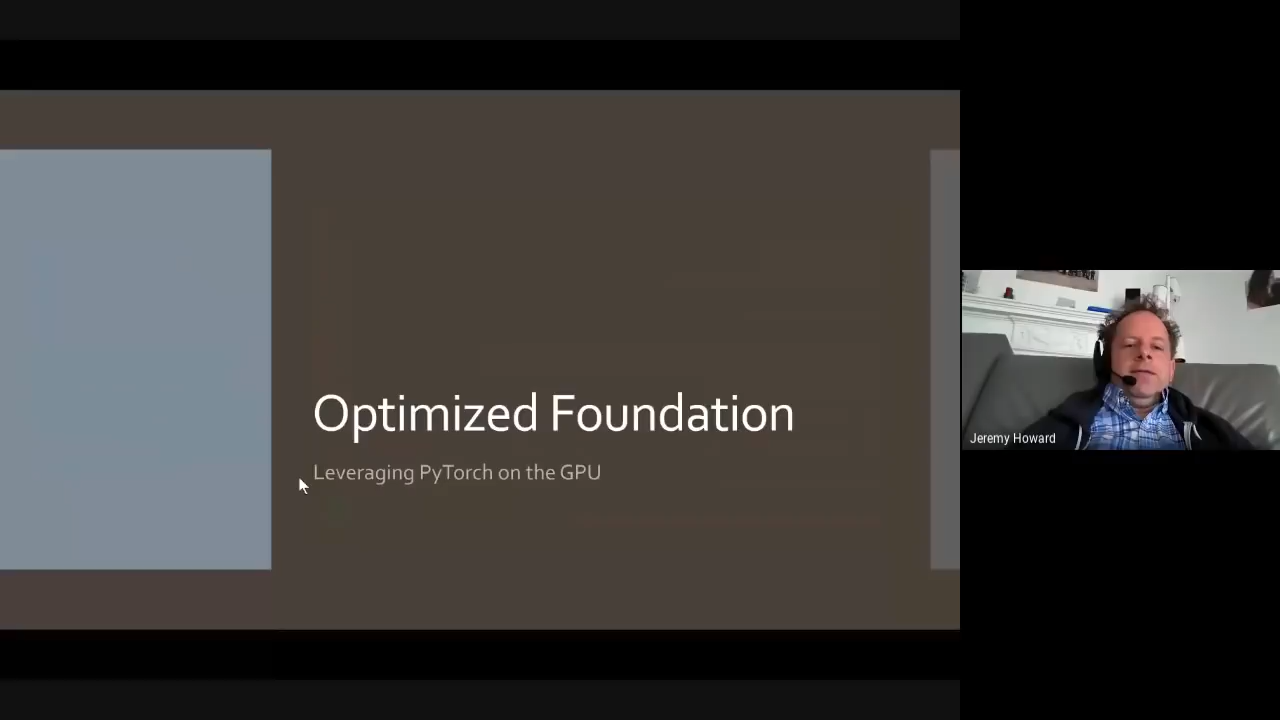 Optimized Foundation
Leveraging PyTorch on the GPU
Jeremy Howard